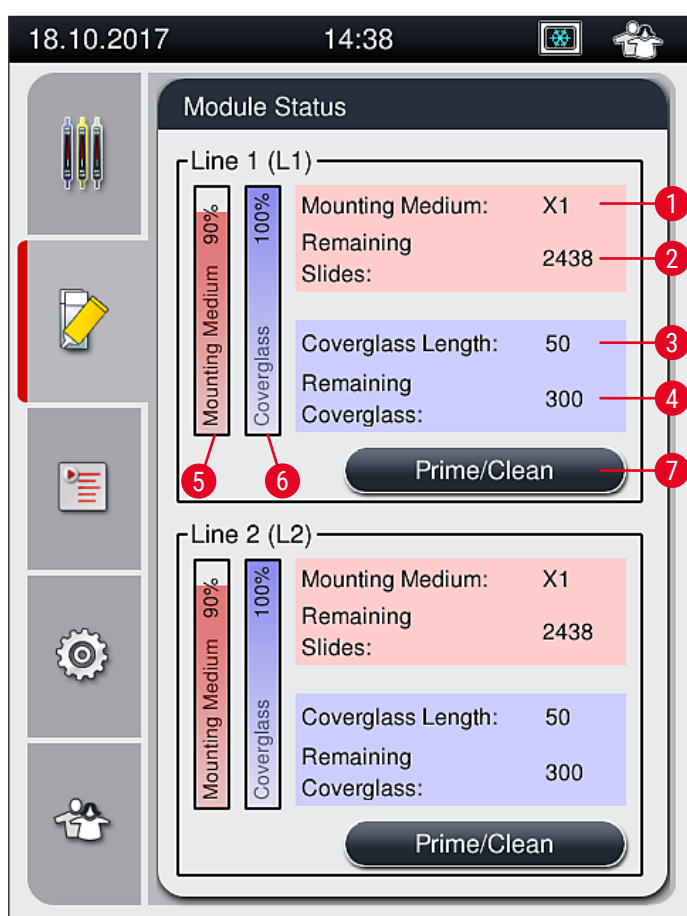 18.10.2017 14:38
Module Status
Line 1 (L1)
Mounting Medium 90%
Coverglass 100%
Mounting Medium: X1 1
Remaining
Slides: 2438 2
Coverglass Length: 50 3
Remaining
Coverglass: 300 4
5 6
Prime/Clean 7
Line 2 (L2)
Mounting Medium 90%
Coverglass 100%
Mounting Medium: X1
Remaining
Slides: 2438
Coverglass Length: 50
Remaining
Coverglass: 300
Prime/Clean